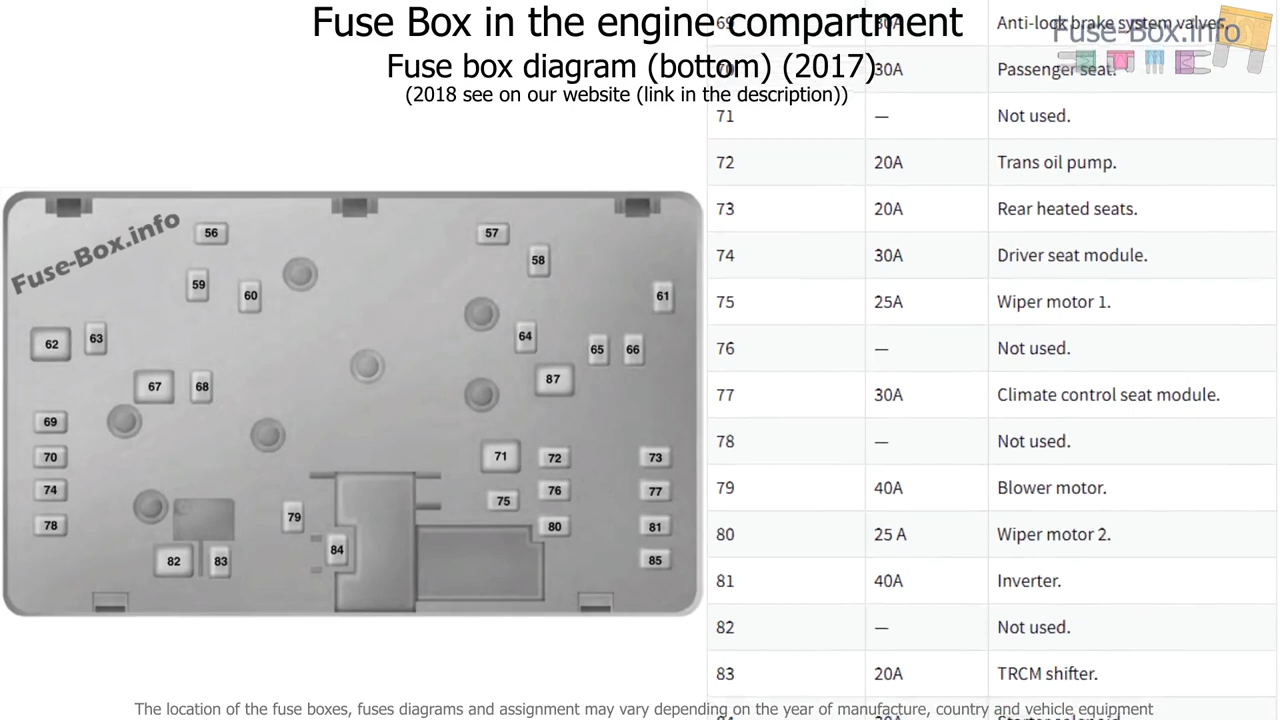 Fuse Box in the engine compartment
Fuse box diagram (bottom) (2017)
(2018 see on our website (link in the description))
Fuse-Box.info
69 30A Anti-lock brake system valves.
70 30A Passenger seat.
71 — Not used.
72 20A Trans oil pump.
73 20A Rear heated seats.
74 30A Driver seat module.
75 25A Wiper motor 1.
76 — Not used.
77 30A Climate control seat module.
78 — Not used.
79 40A Blower motor.
80 25 A Wiper motor 2.
81 40A Inverter.
82 — Not used.
83 20A TRCM shifter.
Fuse-Box.info
56 57
58
59 60 61
62 63 64 65 66
67 68 87
69
70 71 72 73
74 75 76 77
78 79 80 81
82 83 84 85
The location of the fuse boxes, fuses diagrams and assignment may vary depending on the year of manufacture, country and vehicle equipment